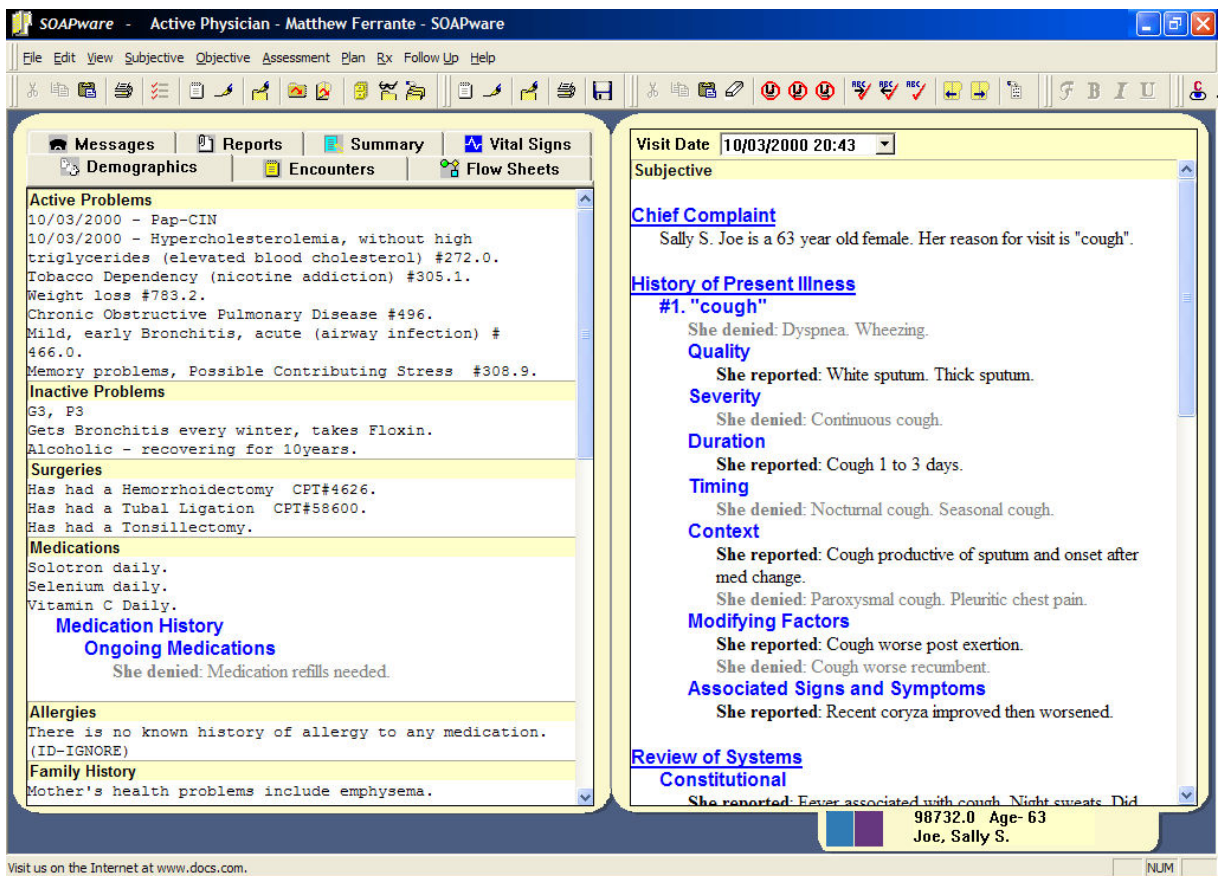 SOAPware - Active Physician - Matthew Ferrante - SOAPware
File Edit View Subjective Objective Assessment Plan Rx Follow Up Help
F B I U
Messages Reports Summary Vital Signs
Demographics Encounters Flow Sheets
Active Problems
10/03/2000 - Pap-CIN
10/03/2000 - Hypercholesterolemia, without high
triglycerides (elevated blood cholesterol) #272.0.
Tobacco Dependency (nicotine addiction) #305.1.
Weight loss #783.2.
Chronic Obstructive Pulmonary Disease #496.
Mild, early Bronchitis, acute (airway infection) #
466.0.
Memory problems, Possible Contributing Stress #308.9.
Inactive Problems
G3, P3
Gets Bronchitis every winter, takes Floxin.
Alcoholic - recovering for 10years.
Surgeries
Has had a Hemorrhoidectomy CPT#4626.
Has had a Tubal Ligation CPT#58600.
Has had a Tonsillectomy.
Medications
Solotron daily.
Selenium daily.
Vitamin C Daily.
Medication History
Ongoing Medications
She denied: Medication refills needed.
Allergies
There is no known history of allergy to any medication.
(ID-IGNORE)
Family History
Mother's health problems include emphysema.
Visit Date 10/03/2000 20:43
Subjective
Chief Complaint
Sally S. Joe is a 63 year old female. Her reason for visit is "cough".
History of Present Illness
#1. "cough"
She denied: Dyspnea. Wheezing.
Quality
She reported: White sputum. Thick sputum.
Severity
She denied: Continuous cough.
Duration
She reported: Cough 1 to 3 days.
Timing
She denied: Nocturnal cough. Seasonal cough.
Context
She reported: Cough productive of sputum and onset after
med change.
She denied: Paroxysmal cough. Pleuritic chest pain.
Modifying Factors
She reported: Cough worse post exertion.
She denied: Cough worse recumbent.
Associated Signs and Symptoms
She reported: Recent coryza improved then worsened.
Review of Systems
Constitutional
She reported: Fever associated with cough. Night sweats. Did
98732.0 Age- 63
Joe, Sally S.
Visit us on the Internet at www.docs.com.
NUM